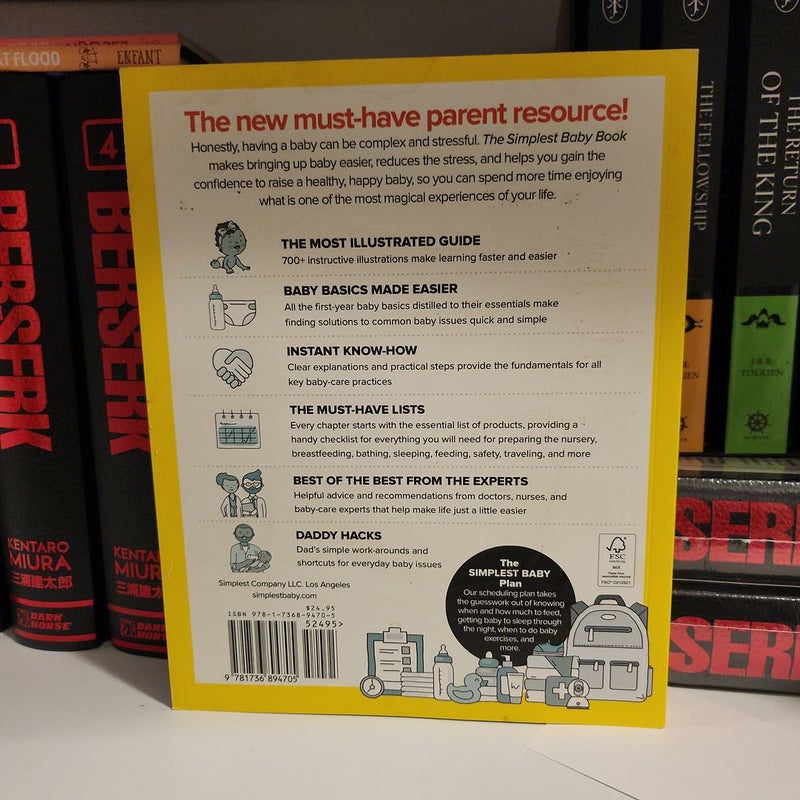 The new must-have parent resource!
Honestly, having a baby can be complex and stressful. The Simplest Baby Book
makes bringing up baby easier, reduces the stress, and helps you gain the
confidence to raise a healthy, happy baby, so you can spend more time enjoying
what is one of the most magical experiences of your life.
THE MOST ILLUSTRATED GUIDE
700+ instructive illustrations make learning faster and easier
BABY BASICS MADE EASIER
All the first-year baby basics distilled to their essentials make
finding solutions to common baby issues quick and simple
INSTANT KNOW-HOW
Clear explanations and practical steps provide the fundamentals for all
key baby-care practices
THE MUST-HAVE LISTS
Every chapter starts with the essential list of products, providing a
handy checklist for everything you will need for preparing the nursery,
breastfeeding, bathing, sleeping, feeding, safety, traveling, and more
BEST OF THE BEST FROM THE EXPERTS
Helpful advice and recommendations from doctors, nurses, and
baby-care experts that help make life just a little easier
DADDY HACKS
Dad's simple work-arounds and
shortcuts for everyday baby issues
Simplest Company LLC. Los Angeles
simplestbaby.com
$24.95
ISBN 978-1-7368-9470-5
52495>
9 781736 894705
The
SIMPLEST BABY
Plan
Our scheduling plan takes
the guesswork out of knowing
when and how much to feed,
getting baby to sleep through
the night, when to do baby
exercises, and
more.
FSC
MIX
FLOOD
ENFANT
BERSERK
KENTARO
MIURA
三浦建太郎
DARK
HORSE
4
BERSERK
KENTA
MIUR
三浦建太
DARK
HORSE
THE FELLOWSHIP
THE RETURN
OF THE KING
J·R·R·
TOLKIEN
SERI
SERI